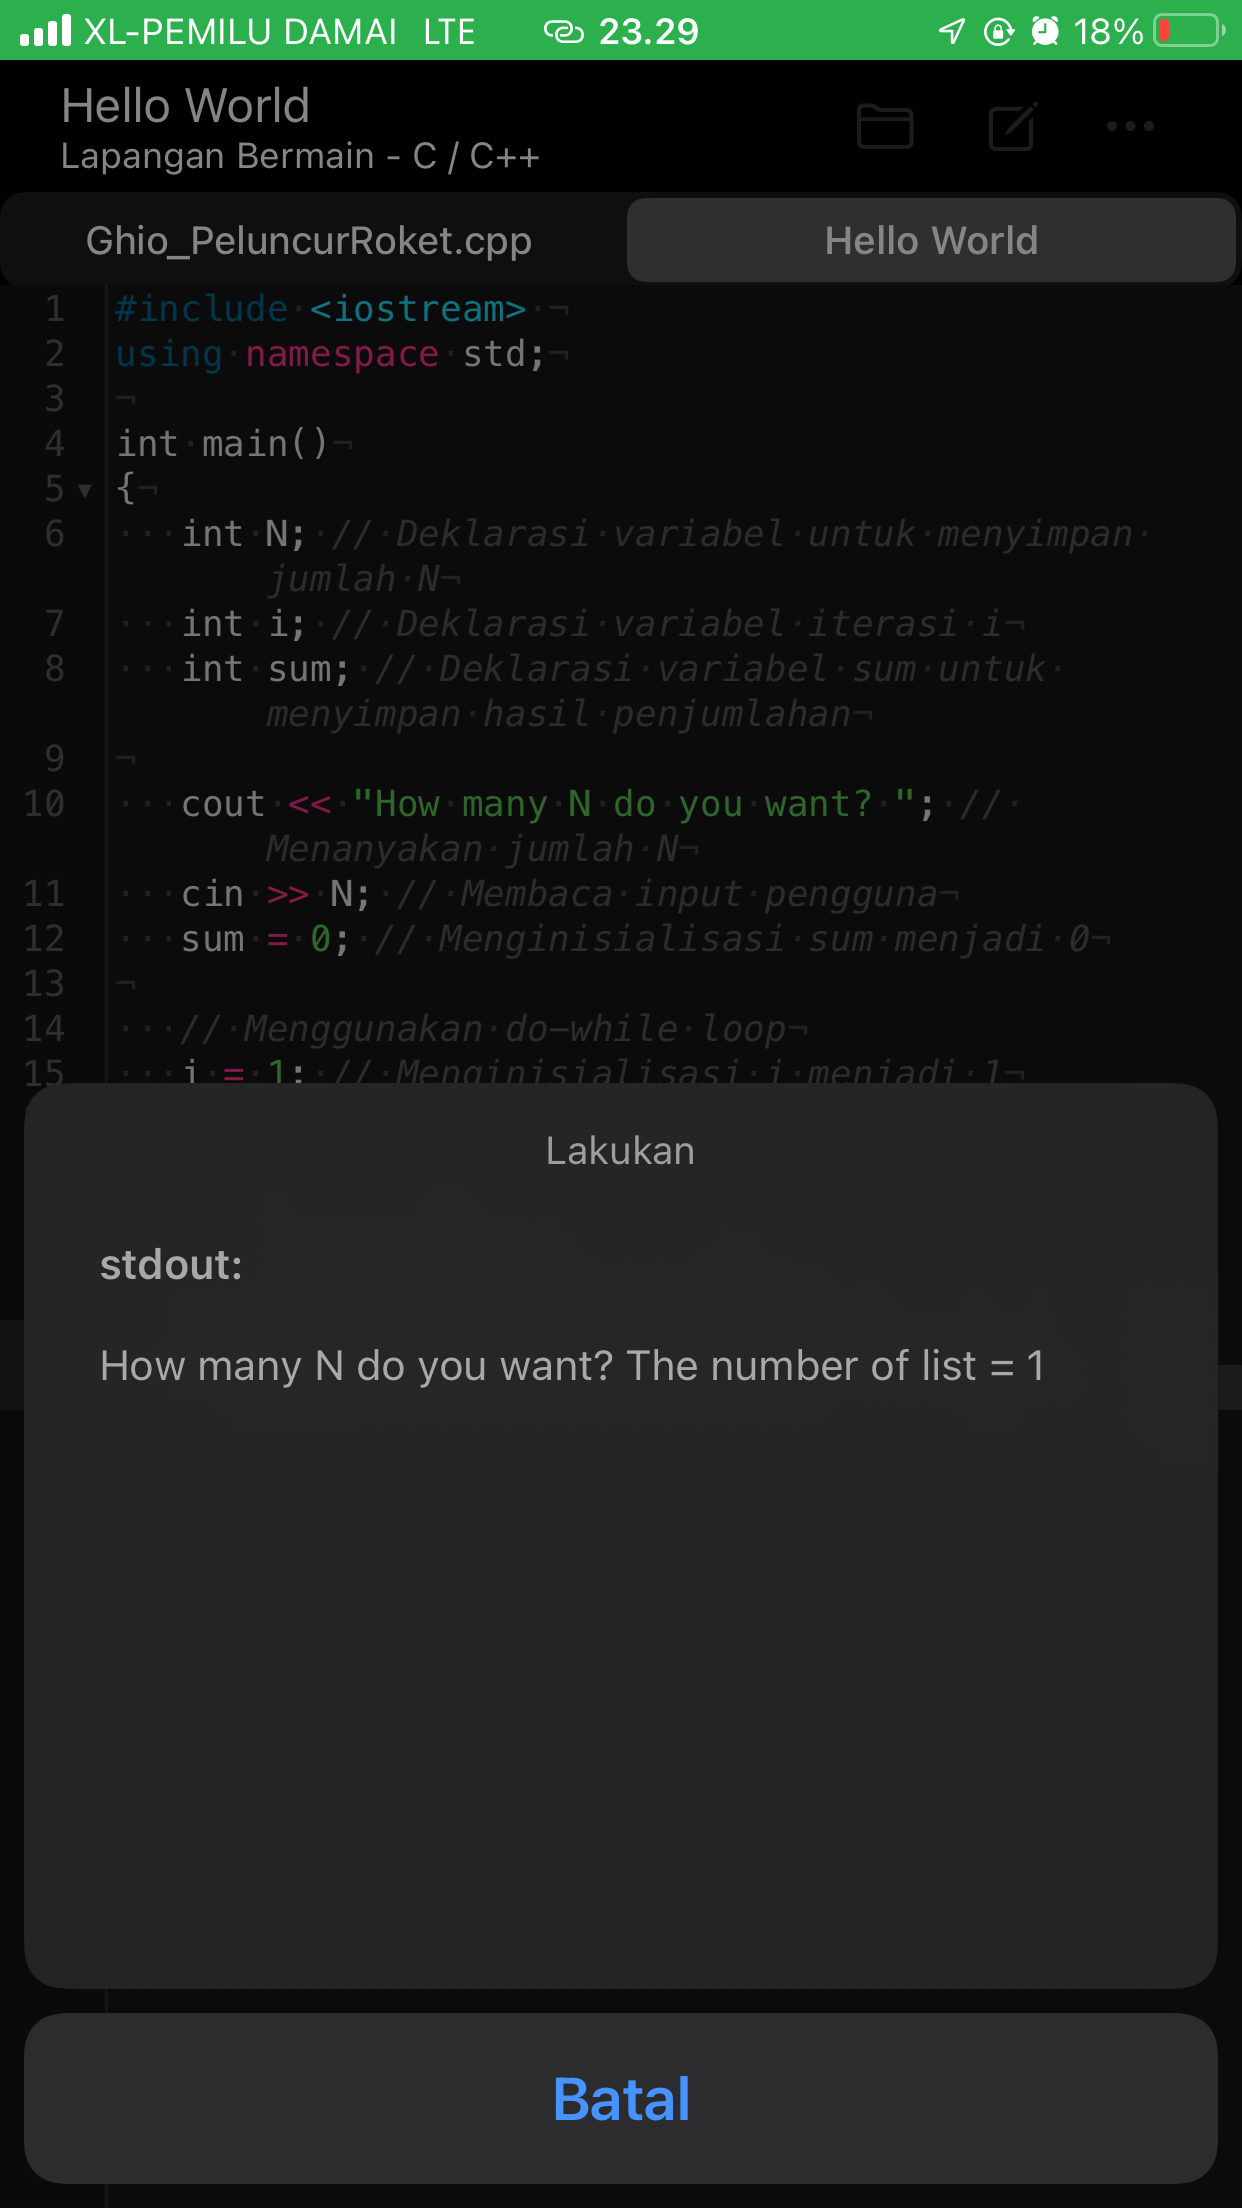 XL-PEMILU DAMAI LTE 23.29 18%
Hello World
Lapangan Bermain - C / C++
Ghio_PeluncurRoket.cpp Hello World
1 #include <iostream>
2 using namespace std;
3
4 int main()
5 {
6 int N; // Deklarasi variabel untuk menyimpan
jumlah N
7 int i; // Deklarasi variabel iterasi i
8 int sum; // Deklarasi variabel sum untuk
menyimpan hasil penjumlahan
9
10 cout << "How many N do you want? "; //
Menanyakan jumlah N
11 cin >> N; // Membaca input pengguna
12 sum = 0; // Menginisialisasi sum menjadi 0
13
14 // Menggunakan do-while loop
15 i = 1; // Menginisialisasi i menjadi 1
Lakukan
stdout:
How many N do you want? The number of list = 1
Batal